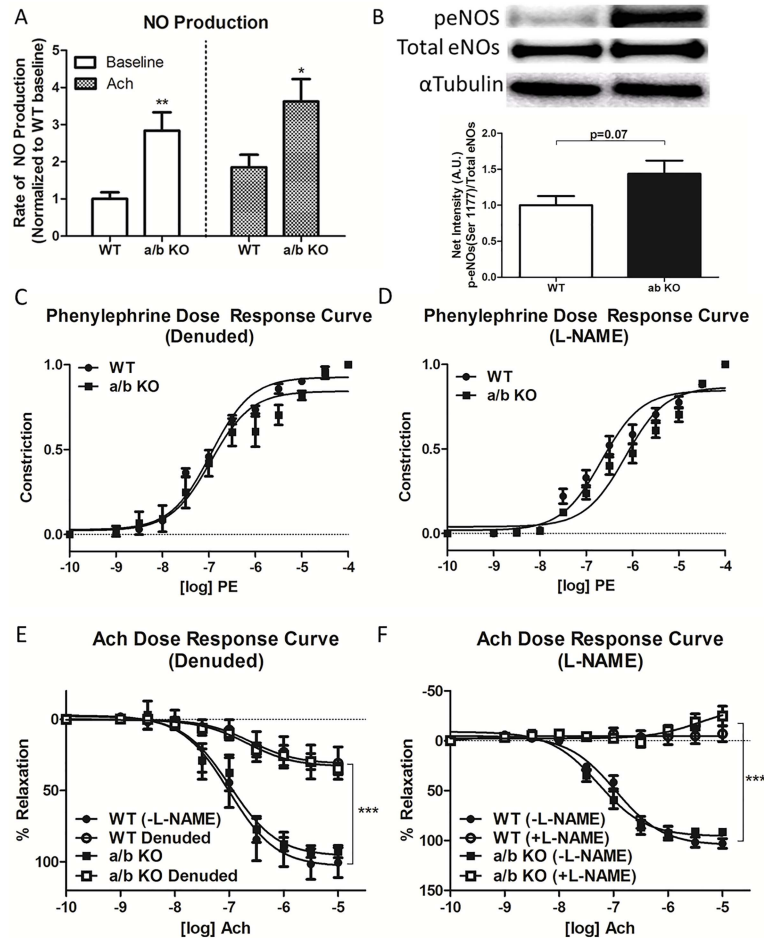 A
NO Production
Baseline
Ach
**
*
Rate of NO Production
(Normalized to WT baseline)
5
4
3
2
1
0
WT
a/b KO
WT
a/b KO
B
peNOS
Total eNOs
αTubulin
p=0.07
Net Intensity (A.U.)
p-eNOs(Ser 1177)/Total eNOs
2.0
1.5
1.0
0.5
0.0
WT
ab KO
C
Phenylephrine Dose Response Curve
(Denuded)
WT
a/b KO
Constriction
1.0
0.5
0.0
-10 -9 -8 -7 -6 -5 -4
[log] PE
D
Phenylephrine Dose Response Curve
(L-NAME)
WT
a/b KO
Constriction
1.0
0.5
0.0
-10 -9 -8 -7 -6 -5 -4
[log] PE
E
Ach Dose Response Curve
(Denuded)
% Relaxation
0
50
100
WT (-L-NAME)
WT Denuded
a/b KO
a/b KO Denuded
***
-10 -9 -8 -7 -6 -5
[log] Ach
F
Ach Dose Response Curve
(L-NAME)
% Relaxation
-50
0
50
100
150
WT (-L-NAME)
WT (+L-NAME)
a/b KO (-L-NAME)
a/b KO (+L-NAME)
***
-10 -9 -8 -7 -6 -5
[log] Ach